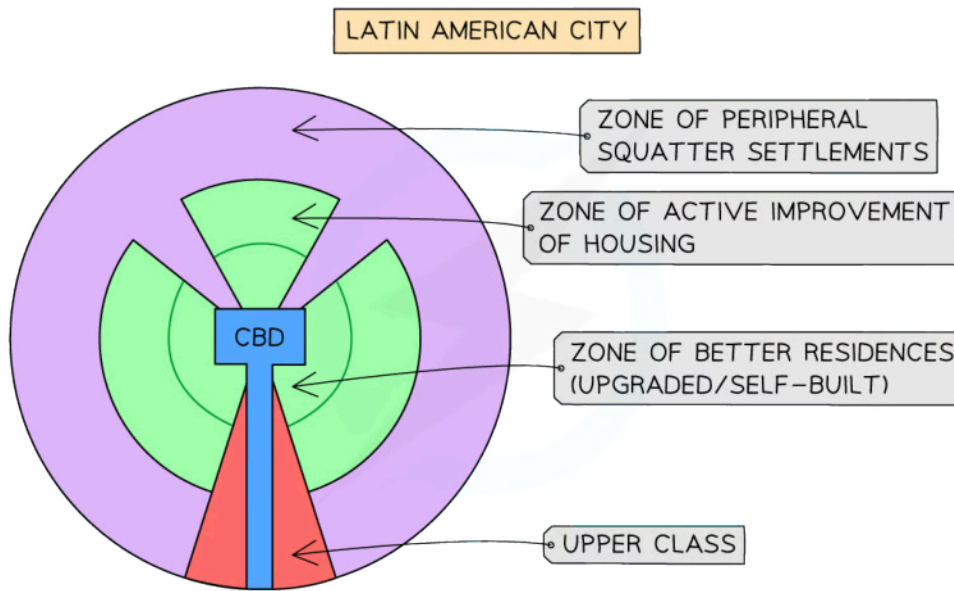 LATIN AMERICAN CITY
ZONE OF PERIPHERAL
SQUATTER SETTLEMENTS
ZONE OF ACTIVE IMPROVEMENT
OF HOUSING
CBD
ZONE OF BETTER RESIDENCES
(UPGRADED/SELF-BUILT)
UPPER CLASS